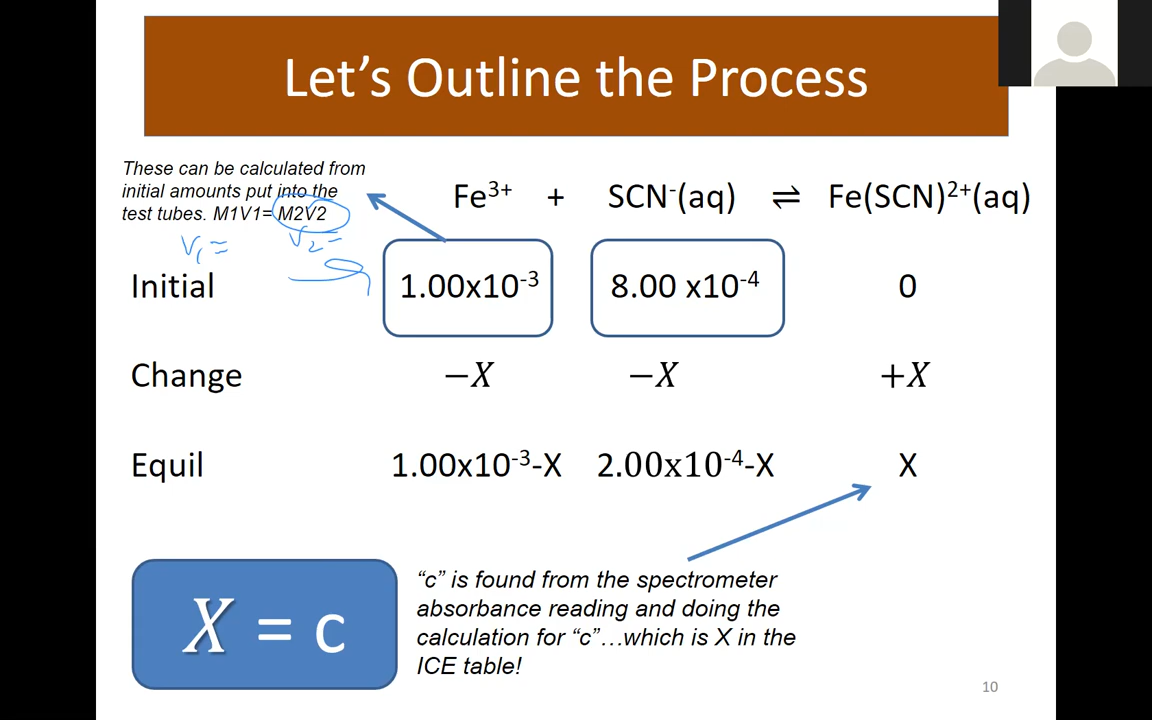 Let's Outline the Process
These can be calculated from
initial amounts put into the
test tubes. M1V1= M2V2
V₁ =
V₂ =
Fe³⁺ + SCN⁻(aq) ⇌ Fe(SCN)²⁺(aq)
Initial 1.00x10⁻³ 8.00 x10⁻⁴ 0
Change −X −X +X
Equil 1.00x10⁻³-X 2.00x10⁻⁴-X X
X = c
“c” is found from the spectrometer
absorbance reading and doing the
calculation for “c”…which is X in the
ICE table!
10